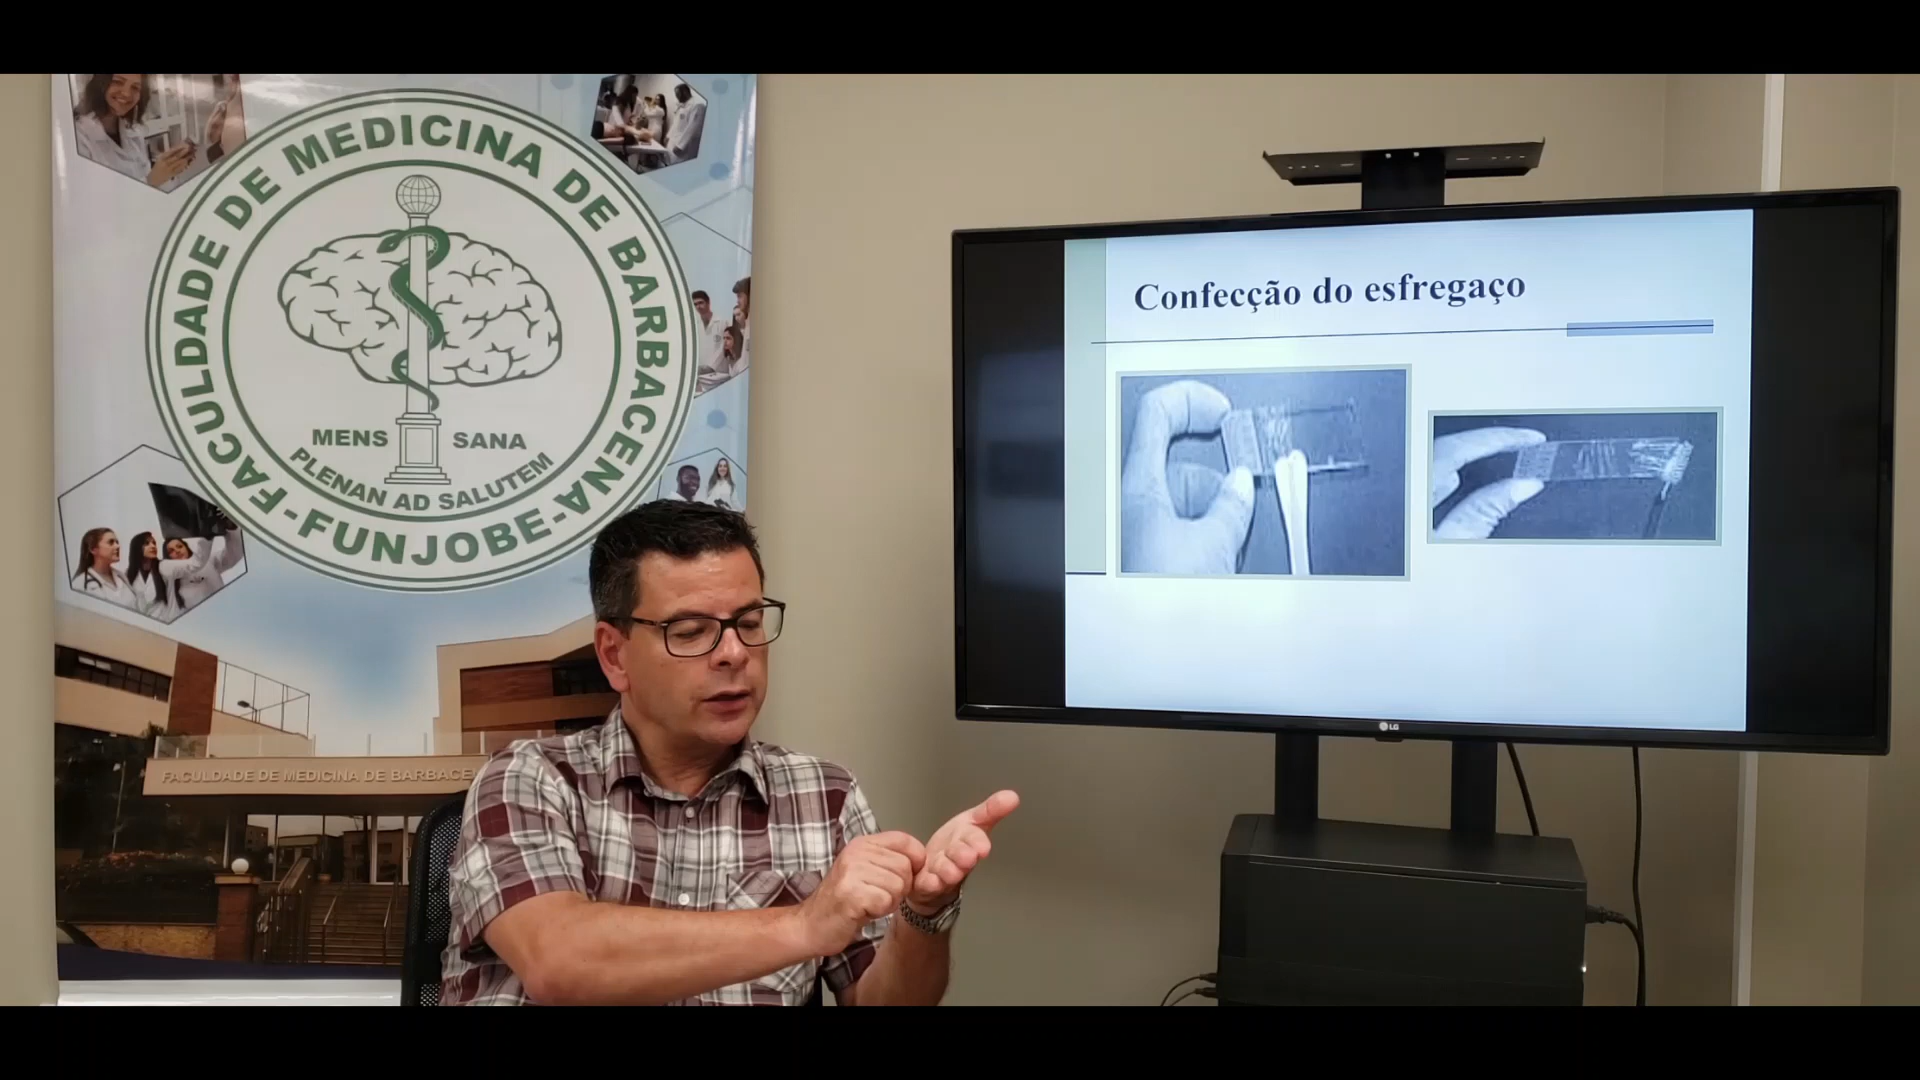 FACULDADE DE MEDICINA DE BARBACENA
-FUNJOBE-
MENS SANA
PLENAN AD SALUTEM
FACULDADE DE MEDICINA DE
Confecção do esfregaço
LG